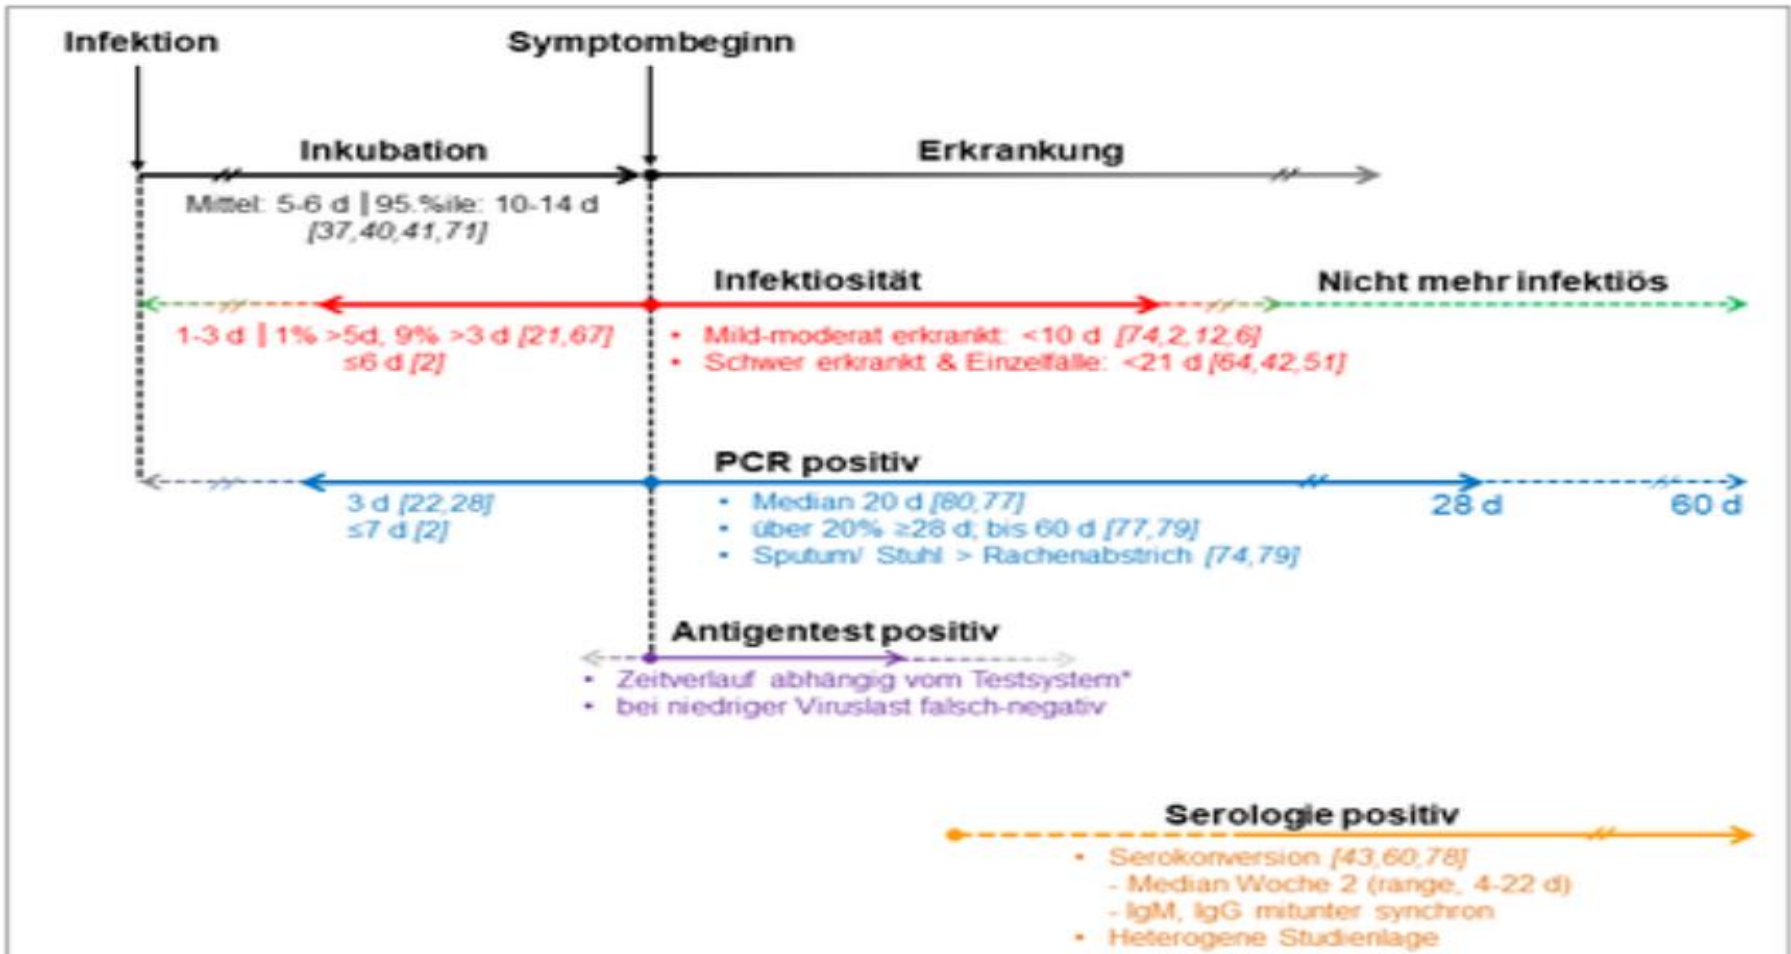 Infektion
Symptombeginn
Inkubation
Erkrankung
Mittel: 5-6 d | 95.%ile: 10-14 d
[37,40,41,71]
Infektiosität
Nicht mehr infektiös
1-3 d | 1% >5d, 9% >3 d [21,67]
≤6 d [2]
• Mild-moderat erkrankt: <10 d [74,2,12,6]
• Schwer erkrankt & Einzelfälle: <21 d [64,42,51]
PCR positiv
3 d [22,28]
≤7 d [2]
• Median 20 d [80,77]
• über 20% ≥28 d; bis 60 d [77,79]
• Sputum/ Stuhl > Rachenabstrich [74,79]
28 d
60 d
Antigentest positiv
• Zeitverlauf abhängig vom Testsystem*
• bei niedriger Viruslast falsch-negativ
Serologie positiv
• Serokonversion [43,60,78]
- Median Woche 2 (range, 4-22 d)
- IgM, IgG mitunter synchron
• Heterogene Studienlage